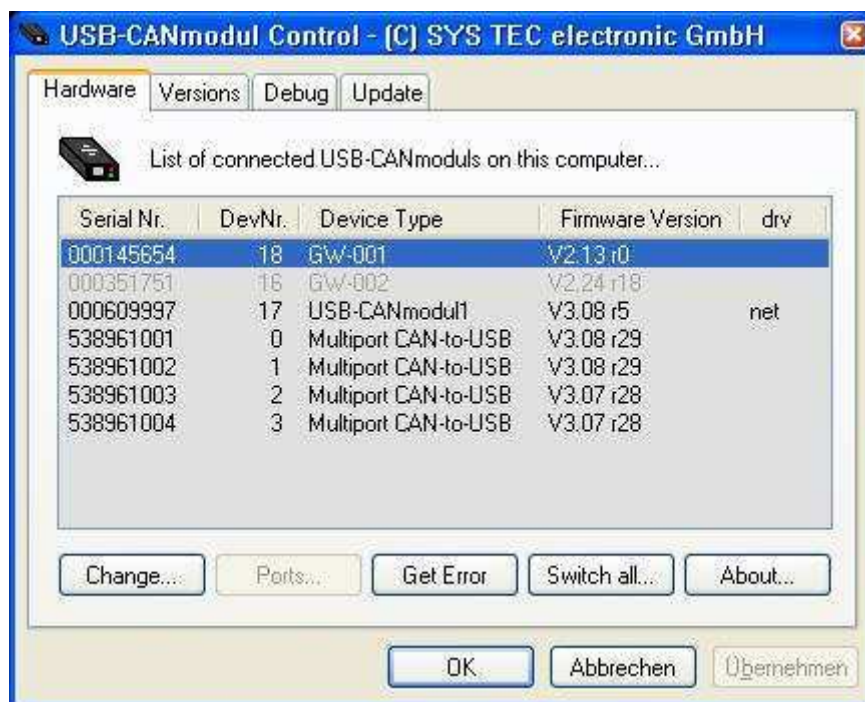 USB-CANmodul Control - (C) SYS TEC electronic GmbH
Hardware Versions Debug Update
List of connected USB-CANmoduls on this computer...
Serial Nr. DevNr. Device Type Firmware Version drv
000145654 18 GW-001 V2.13 r0
000351751 16 GW-002 V2.24 r18
000609997 17 USB-CANmodul1 V3.08 r5 net
538961001 0 Multiport CAN-to-USB V3.08 r29
538961002 1 Multiport CAN-to-USB V3.08 r29
538961003 2 Multiport CAN-to-USB V3.07 r28
538961004 3 Multiport CAN-to-USB V3.07 r28
Change... Ports... Get Error Switch all... About...
OK Abbrechen Übernehmen